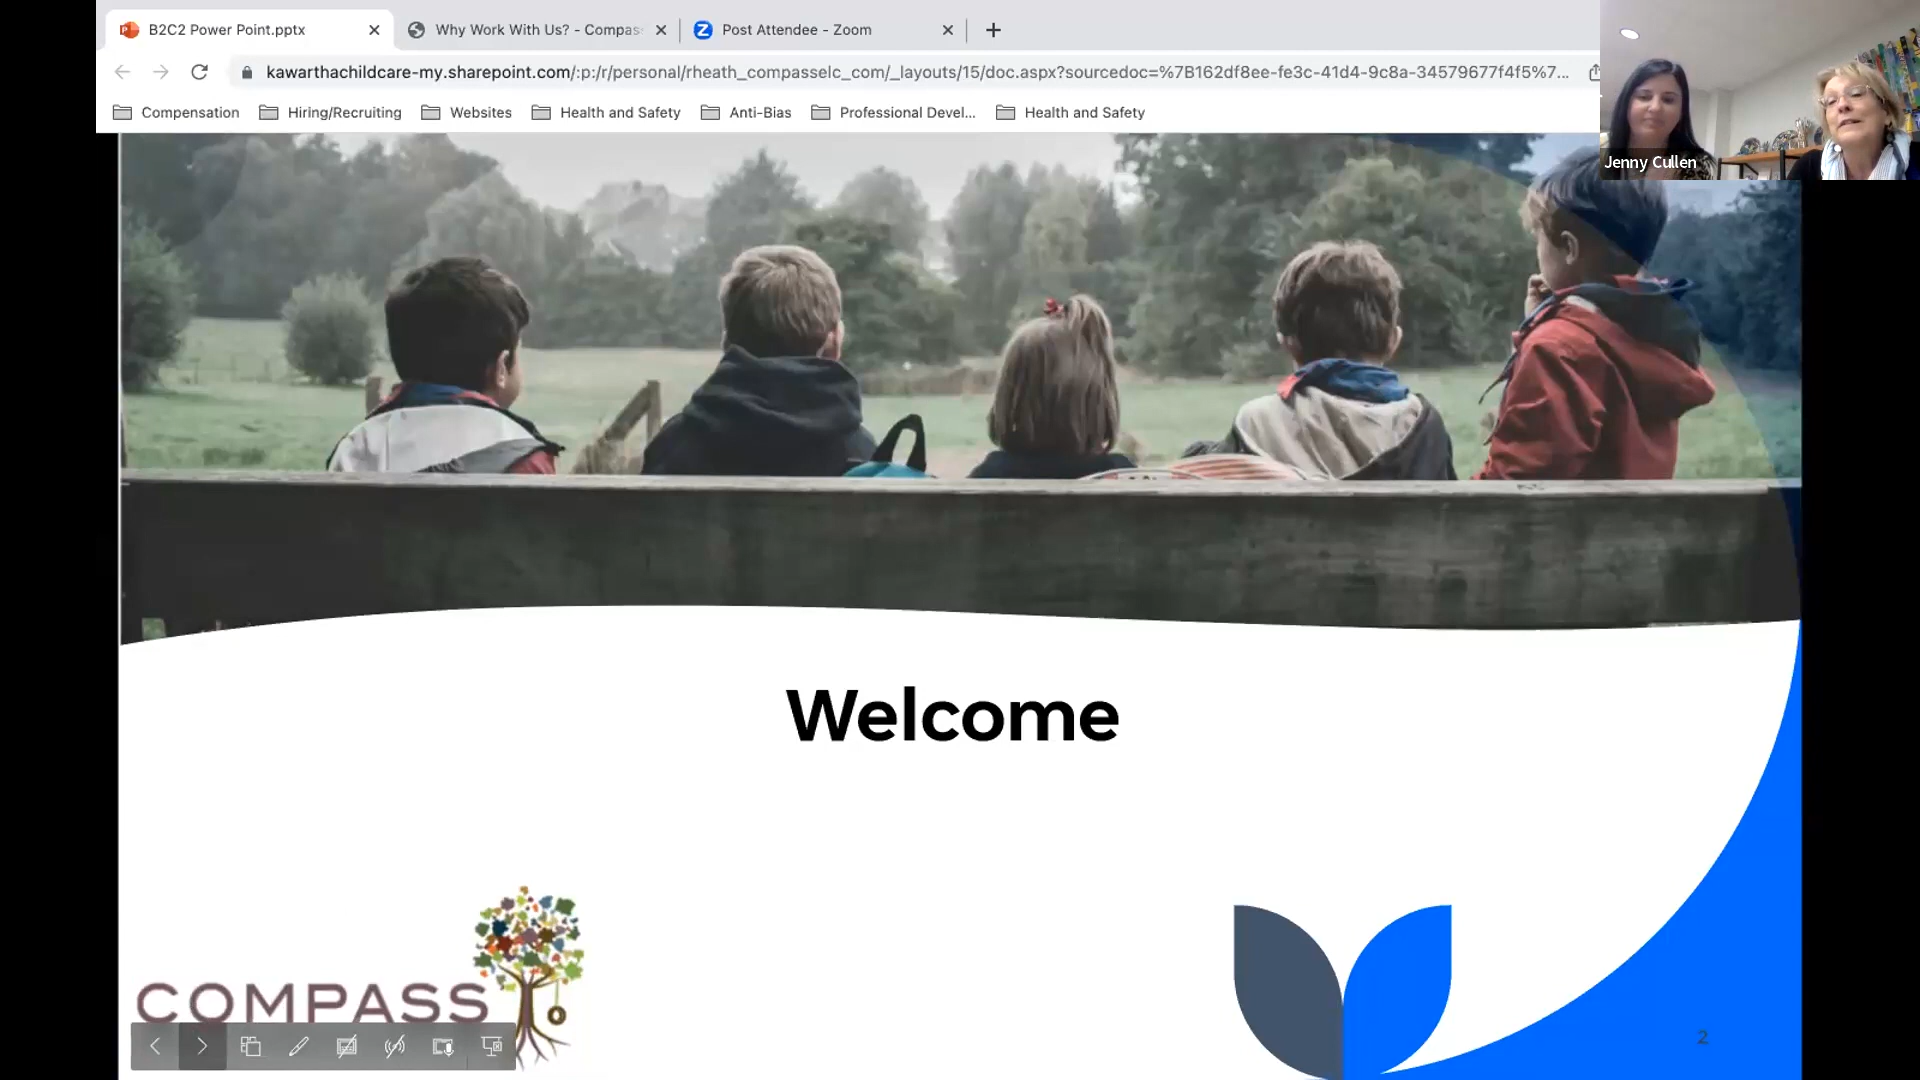 B2C2 Power Point.pptx
Why Work With Us? - Compas
Post Attendee - Zoom
kawarthachildcare-my.sharepoint.com/:p:/r/personal/rheath_compasselc_com/_layouts/15/doc.aspx?sourcedoc=%7B162df8ee-fe3c-41d4-9c8a-34579677f4f5%7...
Compensation
Hiring/Recruiting
Websites
Health and Safety
Anti-Bias
Professional Devel...
Health and Safety
Jenny Cullen
Welcome
COMPASS
2